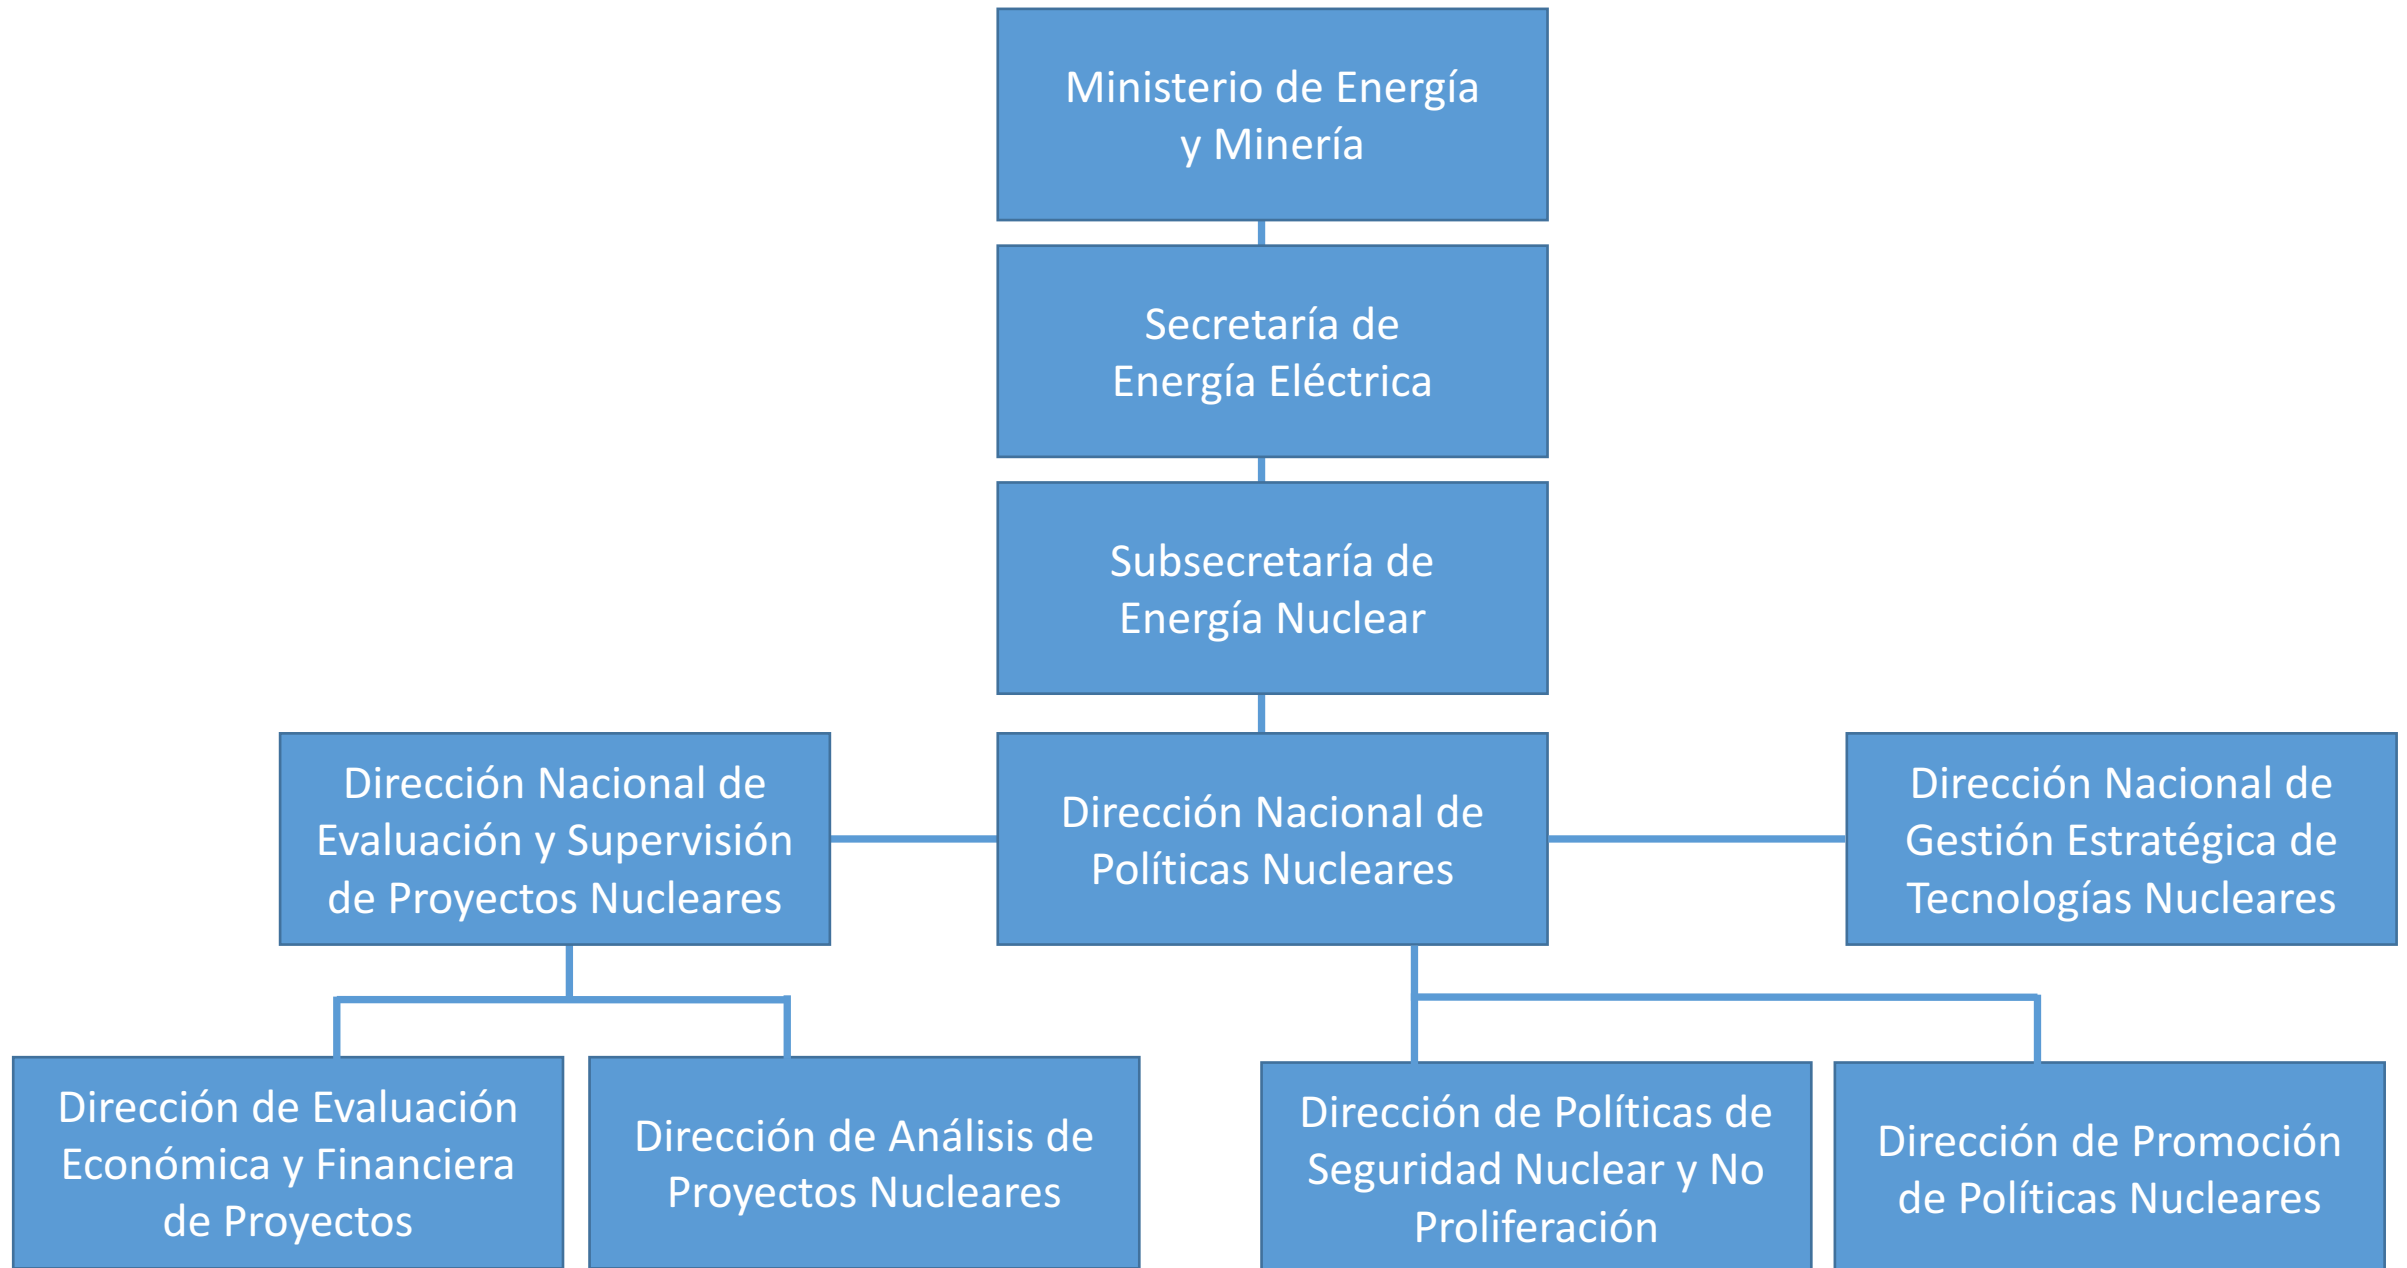 Ministerio de Energía
y Minería
Secretaría de
Energía Eléctrica
Subsecretaría de
Energía Nuclear
Dirección Nacional de
Evaluación y Supervisión
de Proyectos Nucleares
Dirección Nacional de
Políticas Nucleares
Dirección Nacional de
Gestión Estratégica de
Tecnologías Nucleares
Dirección de Evaluación
Económica y Financiera
de Proyectos
Dirección de Análisis de
Proyectos Nucleares
Dirección de Políticas de
Seguridad Nuclear y No
Proliferación
Dirección de Promoción
de Políticas Nucleares